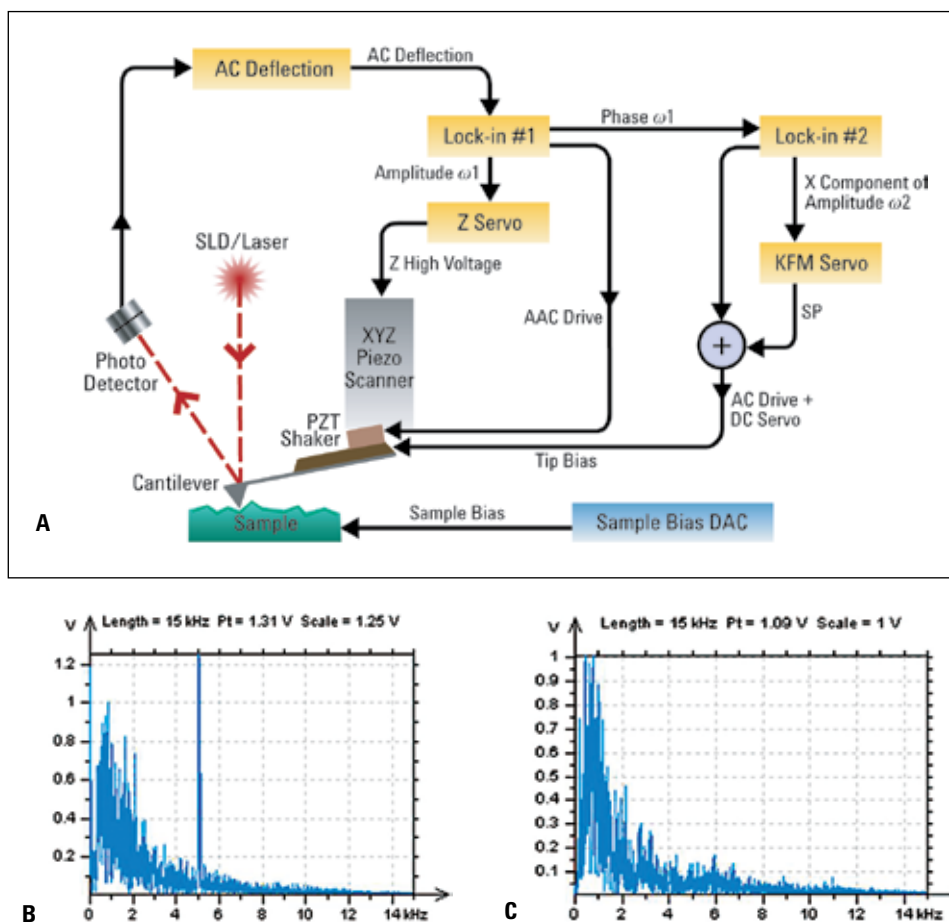 AC Deflection
AC Deflection
Lock-in #1
Phase ω1
Lock-in #2
Amplitude ω1
X Component of
Amplitude ω2
Z Servo
SLD/Laser
KFM Servo
Z High Voltage
SP
AAC Drive
XYZ
Piezo
Scanner
+
Photo
Detector
AC Drive +
DC Servo
PZT
Shaker
Tip Bias
Cantilever
A
Sample
Sample Bias
Sample Bias DAC
V
Length = 15 kHz Pt = 1.31 V Scale = 1.25 V
1.2
1
0.8
0.6
0.4
0.2
0 2 4 6 8 10 12 14 kHz
B
V
Length = 15 kHz Pt = 1.09 V Scale = 1 V
1
0.9
0.8
0.7
0.6
0.5
0.4
0.3
0.2
0.1
0 2 4 6 8 10 12 14 kHz
C